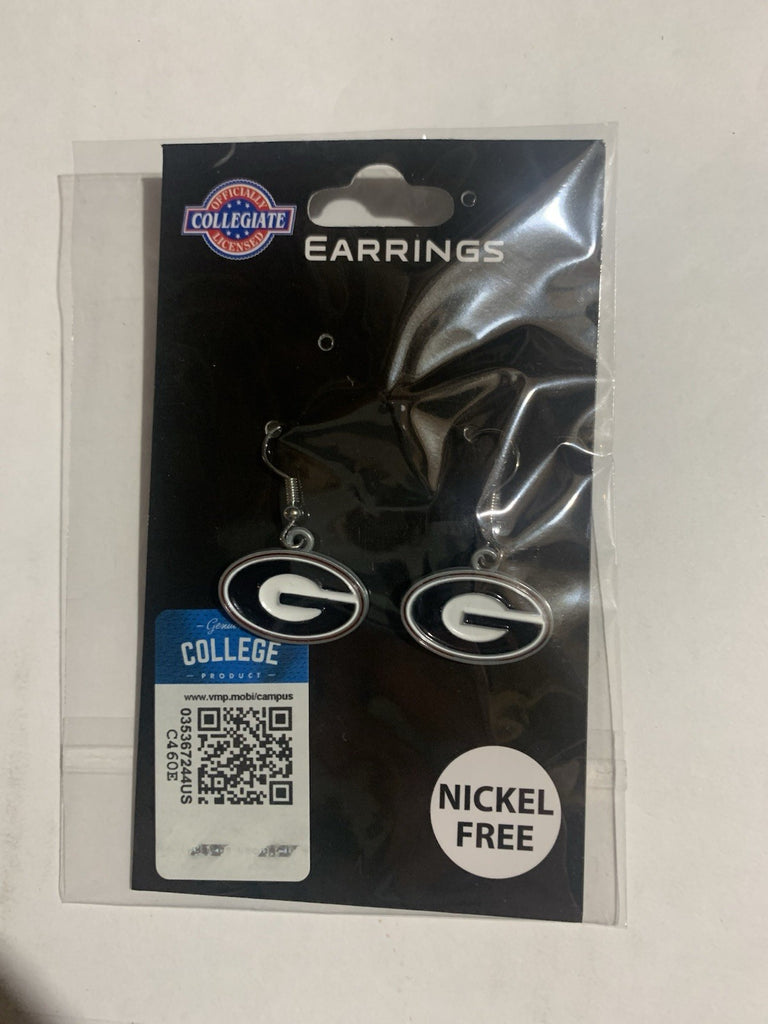 OFFICIALLY
COLLEGIATE
LICENSED
EARRINGS
G
G
COLLEGE
PRODUCT
www.vmp.mobi/campus
035367244US
C460E
NICKEL
FREE